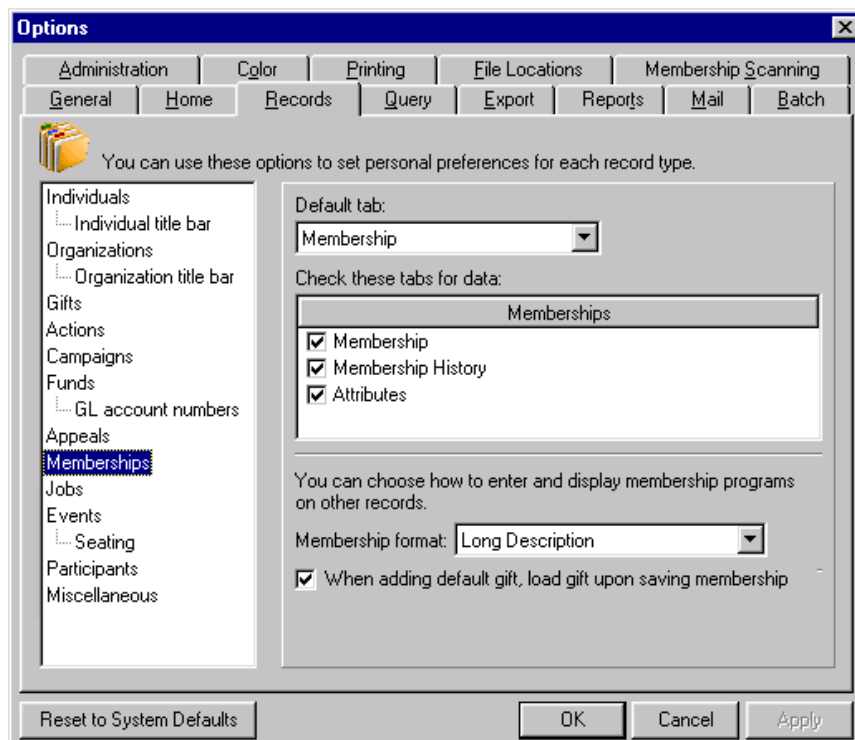 Options
Administration Color Printing File Locations Membership Scanning
General Home Records Query Export Reports Mail Batch
You can use these options to set personal preferences for each record type.
Individuals
Individual title bar
Organizations
Organization title bar
Gifts
Actions
Campaigns
Funds
GL account numbers
Appeals
Memberships
Jobs
Events
Seating
Participants
Miscellaneous
Default tab:
Membership
Check these tabs for data:
Memberships
Membership
Membership History
Attributes
You can choose how to enter and display membership programs
on other records.
Membership format: Long Description
When adding default gift, load gift upon saving membership
Reset to System Defaults OK Cancel Apply